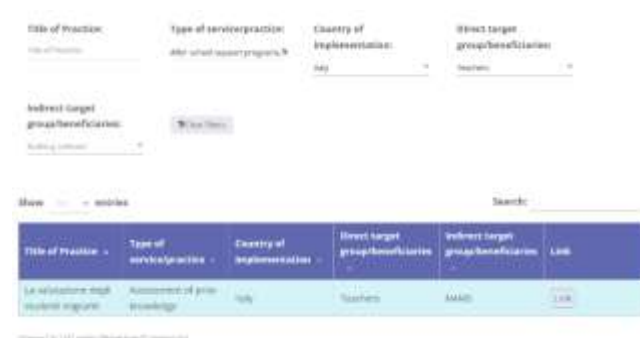 Title of Practice:
Type of service/practice:
Country of
implementation:
Direct target
group/beneficiaries:
Title of Practice
After school support programs,
Italy
Teachers
Indirect target
group/beneficiaries:
Clear filters
Show
entries
Search:
Title of Practice
Type of
service/practice
Country of
implementation
Direct target
group/beneficiaries
Indirect target
group/beneficiaries
Link
La valutazione degli
studenti migranti
Assessment of prior
knowledge
Italy
Teachers
Link